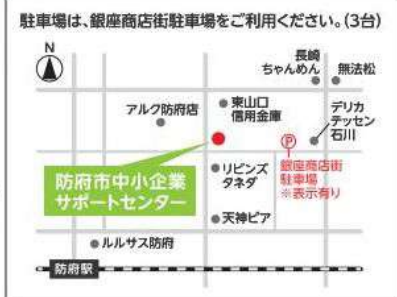 駐車場は、銀座商店街駐車場をご利用ください。(3台)
N
長崎
ちゃんめん
無法松
アルク防府店
東山口
信用金庫
デリカ
テッセン
石川
P
銀座商店街
駐車場
※表示有り
防府市中小企業
サポートセンター
リビンズ
タネダ
天神ピア
ルルサス防府
防府駅